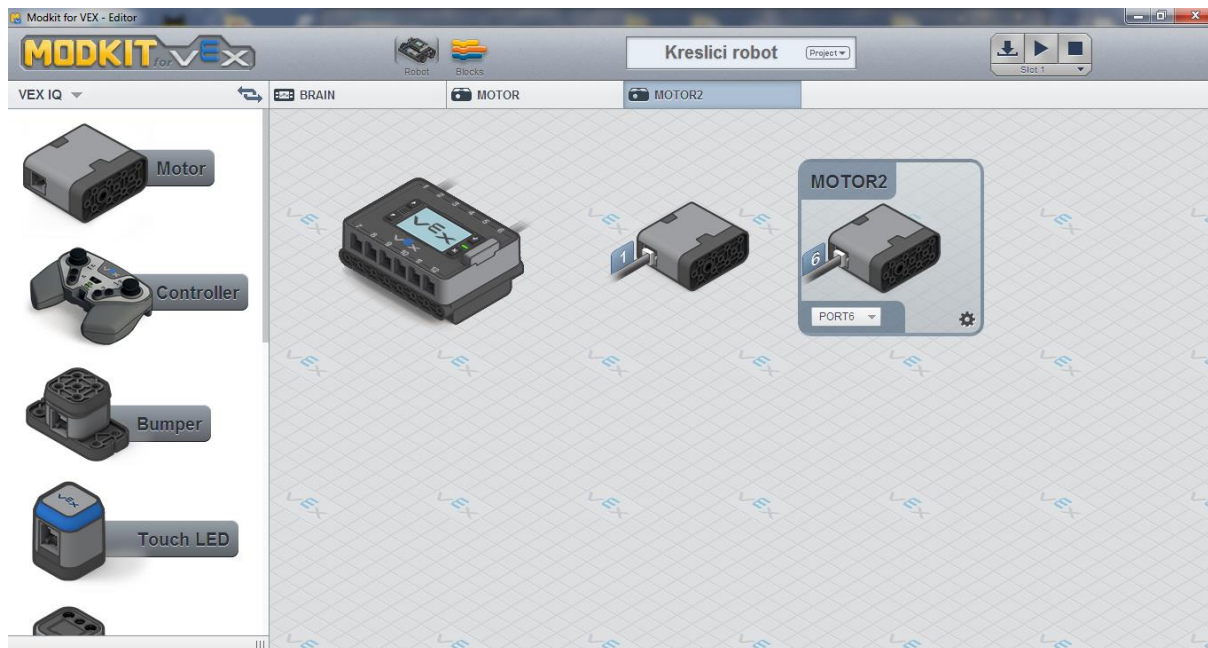 Modkit for VEX - Editor
MODKIT for VEX
Robot
Blocks
Kreslici robot
Project
Slot 1
VEX IQ
BRAIN
MOTOR
MOTOR2
Motor
Controller
Bumper
Touch LED
VEX
1
MOTOR2
6
PORT6